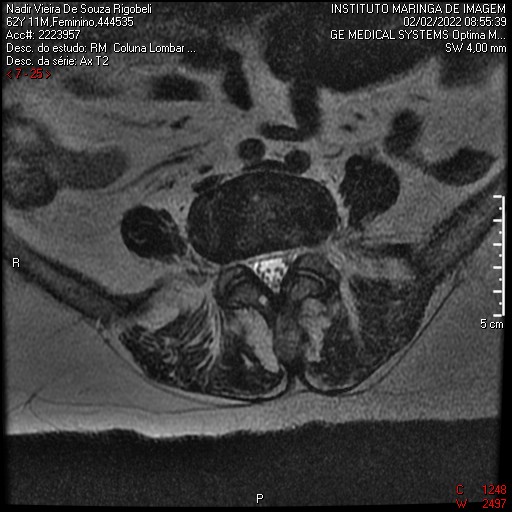 Nadir Vieira De Souza Rigobeli
62Y 11M,Feminino,444535
Acc#: 2223957
Desc. do estudo: RM Coluna Lombar ...
Desc. da série: Ax T2
< 7 - 25 >
INSTITUTO MARINGA DE IMAGEM
02/02/2022 08:55:39
GE MEDICAL SYSTEMS Optima M...
SW 4,00 mm
R
5 cm
P
C 1248
W 2497